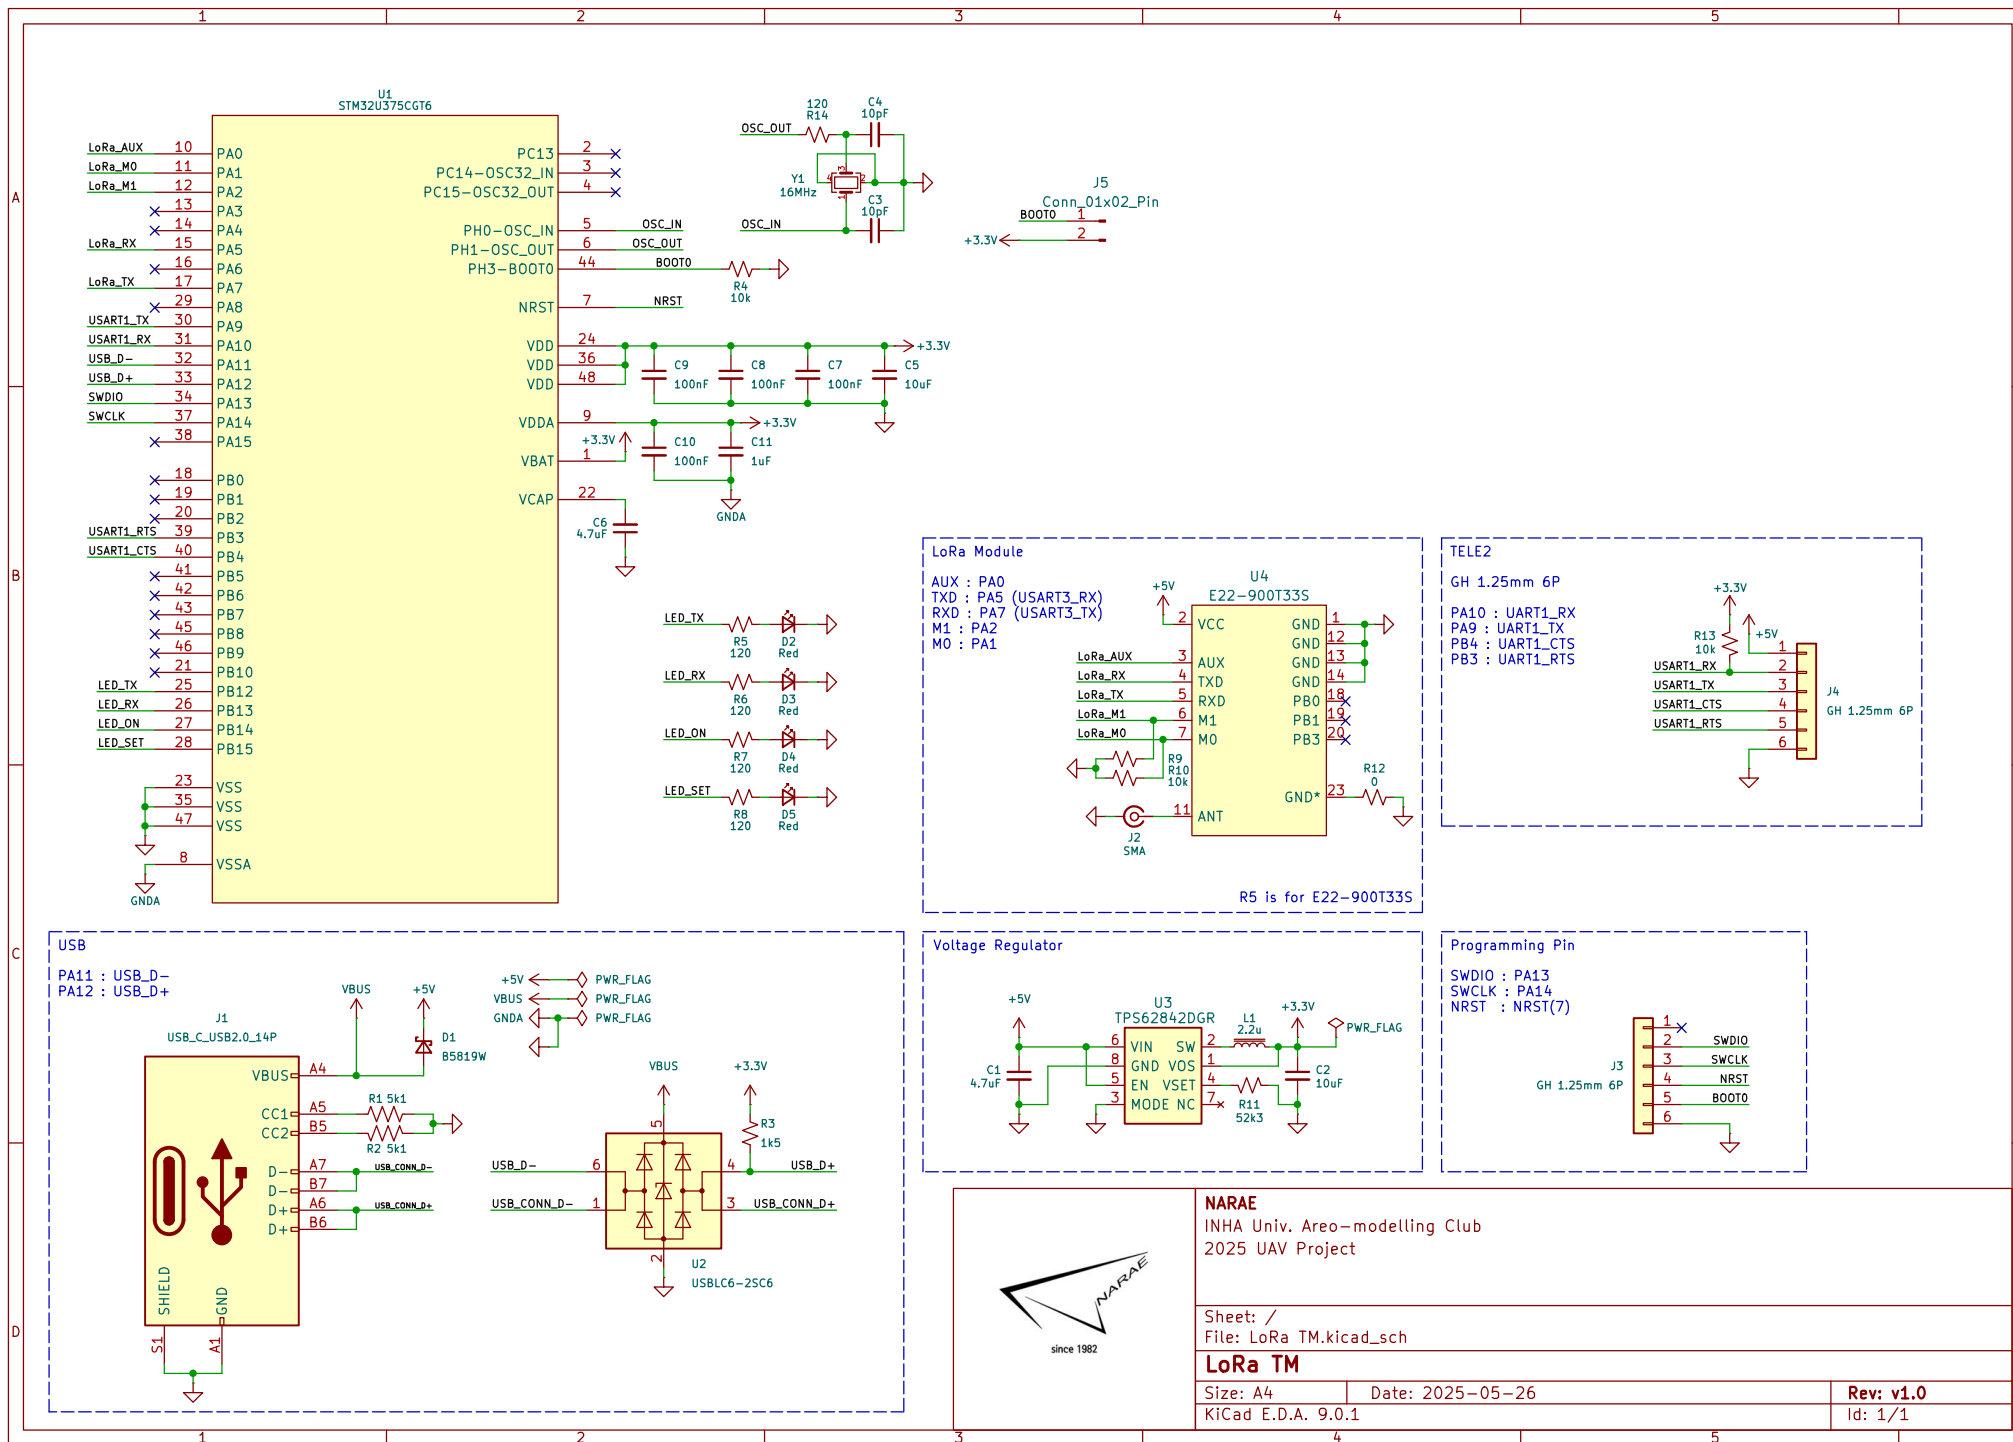 1 2 3 4 5
A
B
C
D
U1
STM32U375CGT6
LoRa_AUX 10 PA0
LoRa_M0 11 PA1
LoRa_M1 12 PA2
13 PA3
14 PA4
LoRa_RX 15 PA5
16 PA6
LoRa_TX 17 PA7
29 PA8
USART1_TX 30 PA9
USART1_RX 31 PA10
USB_D- 32 PA11
USB_D+ 33 PA12
SWDIO 34 PA13
SWCLK 37 PA14
38 PA15
18 PB0
19 PB1
20 PB2
USART1_RTS 39 PB3
USART1_CTS 40 PB4
41 PB5
42 PB6
43 PB7
45 PB8
46 PB9
21 PB10
LED_TX 25 PB12
LED_RX 26 PB13
LED_ON 27 PB14
LED_SET 28 PB15
23 VSS
35 VSS
47 VSS
8 VSSA
GNDA
PC13 2
PC14-OSC32_IN 3
PC15-OSC32_OUT 4
PH0-OSC_IN 5 OSC_IN
PH1-OSC_OUT 6 OSC_OUT
PH3-BOOT0 44 BOOT0
R4
10k
NRST 7 NRST
VDD 24
VDD 36
VDD 48
+3.3V
C9
100nF
C8
100nF
C7
100nF
C5
10uF
VDDA 9
+3.3V
+3.3V
VBAT 1
C10
100nF
C11
1uF
GNDA
VCAP 22
C6
4.7uF
OSC_OUT
120
R14
C4
10pF
Y1
16MHz
3
4 2
1
C3
10pF
OSC_IN
J5
Conn_01x02_Pin
BOOT0 1
+3.3V 2
LED_TX
R5
120
D2
Red
LED_RX
R6
120
D3
Red
LED_ON
R7
120
D4
Red
LED_SET
R8
120
D5
Red
LoRa Module
AUX : PA0
TXD : PA5 (USART3_RX)
RXD : PA7 (USART3_TX)
M1 : PA2
M0 : PA1
U4
E22-900T33S
+5V
2 VCC
LoRa_AUX 3 AUX
LoRa_RX 4 TXD
LoRa_TX 5 RXD
LoRa_M1 6 M1
LoRa_M0 7 M0
R9
R10
10k
11 ANT
J2
SMA
GND 1
GND 12
GND 13
GND 14
PB0 18
PB1 19
PB3 20
GND* 23
R12
0
R5 is for E22-900T33S
TELE2
GH 1.25mm 6P
PA10 : UART1_RX
PA9 : UART1_TX
PB4 : UART1_CTS
PB3 : UART1_RTS
+3.3V
R13
10k
+5V
1
USART1_RX 2
USART1_TX 3
USART1_CTS 4
USART1_RTS 5
6
J4
GH 1.25mm 6P
USB
PA11 : USB_D-
PA12 : USB_D+
VBUS
+5V
D1
B5819W
+5V PWR_FLAG
VBUS PWR_FLAG
GNDA PWR_FLAG
J1
USB_C_USB2.0_14P
VBUS A4
CC1 A5
R1 5k1
CC2 B5
R2 5k1
D- A7 USB_CONN_D-
D- B7
D+ A6 USB_CONN_D+
D+ B6
SHIELD
GND
S1
A1
VBUS
+3.3V
5
R3
1k5
USB_D- 6
4 USB_D+
USB_CONN_D- 1
3 USB_CONN_D+
2
U2
USBLC6-2SC6
Voltage Regulator
+5V
U3
TPS62842DGR
C1
4.7uF
6 VIN
8 GND
5 EN
3 MODE
SW 2
VOS 1
VSET 4
NC 7
L1
2.2u
R11
52k3
+3.3V
PWR_FLAG
C2
10uF
Programming Pin
SWDIO : PA13
SWCLK : PA14
NRST : NRST(7)
J3
GH 1.25mm 6P
1
2 SWDIO
3 SWCLK
4 NRST
5 BOOT0
6
NARAE
since 1982
NARAE
INHA Univ. Areo-modelling Club
2025 UAV Project
Sheet: /
File: LoRa TM.kicad_sch
LoRa TM
Size: A4 Date: 2025-05-26 Rev: v1.0
KiCad E.D.A. 9.0.1 Id: 1/1
1 2 3 4 5